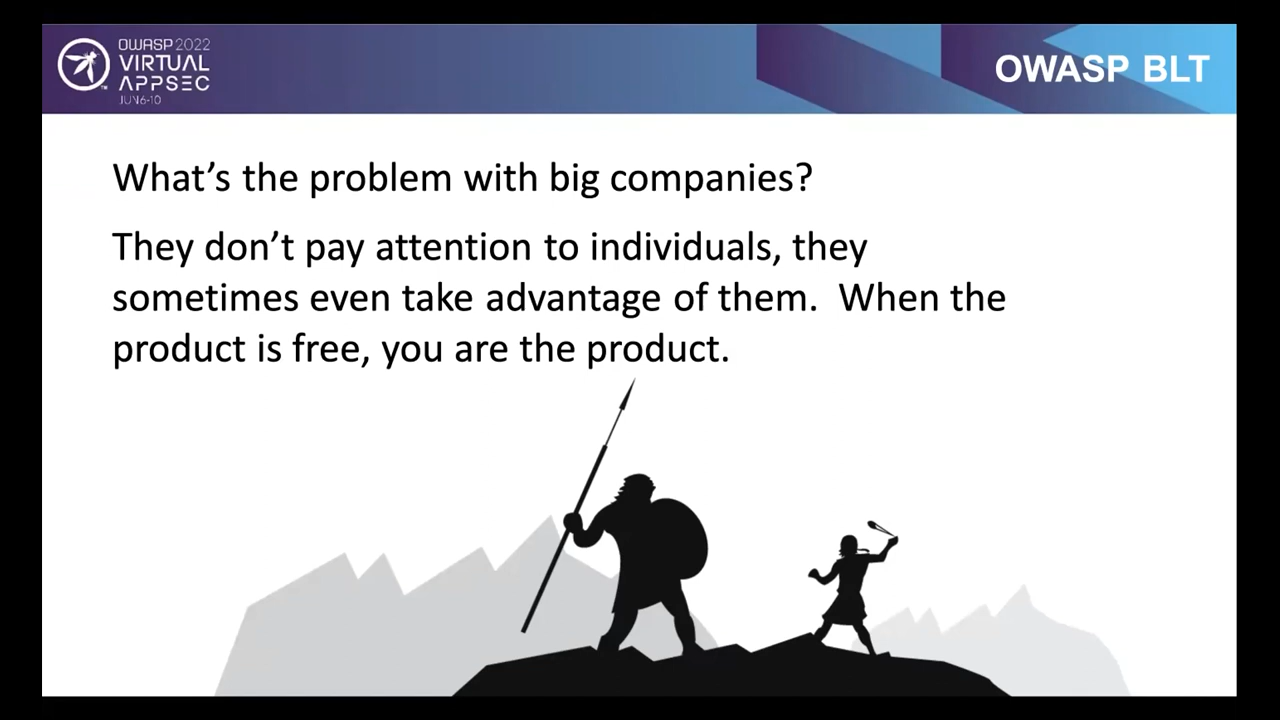 OWASP 2022
VIRTUAL
APPSEC
JUN 6-10
OWASP BLT
What’s the problem with big companies?
They don’t pay attention to individuals, they
sometimes even take advantage of them.  When the
product is free, you are the product.